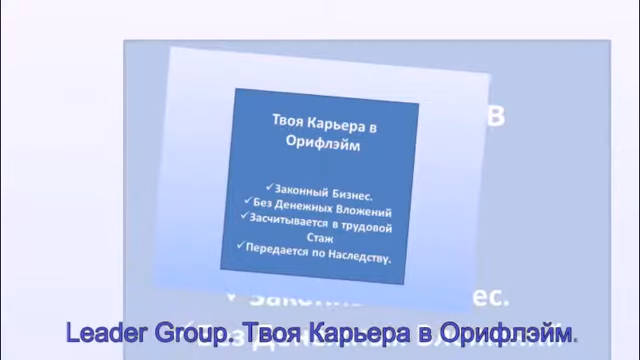 Твоя Карьера в
Орифлэйм
✓Законный Бизнес.
✓Без Денежных Вложений
✓Засчитывается в трудовой
Стаж
✓Передается по Наследству.
в
Leader Group. Твоя Карьера в Орифлэйм.